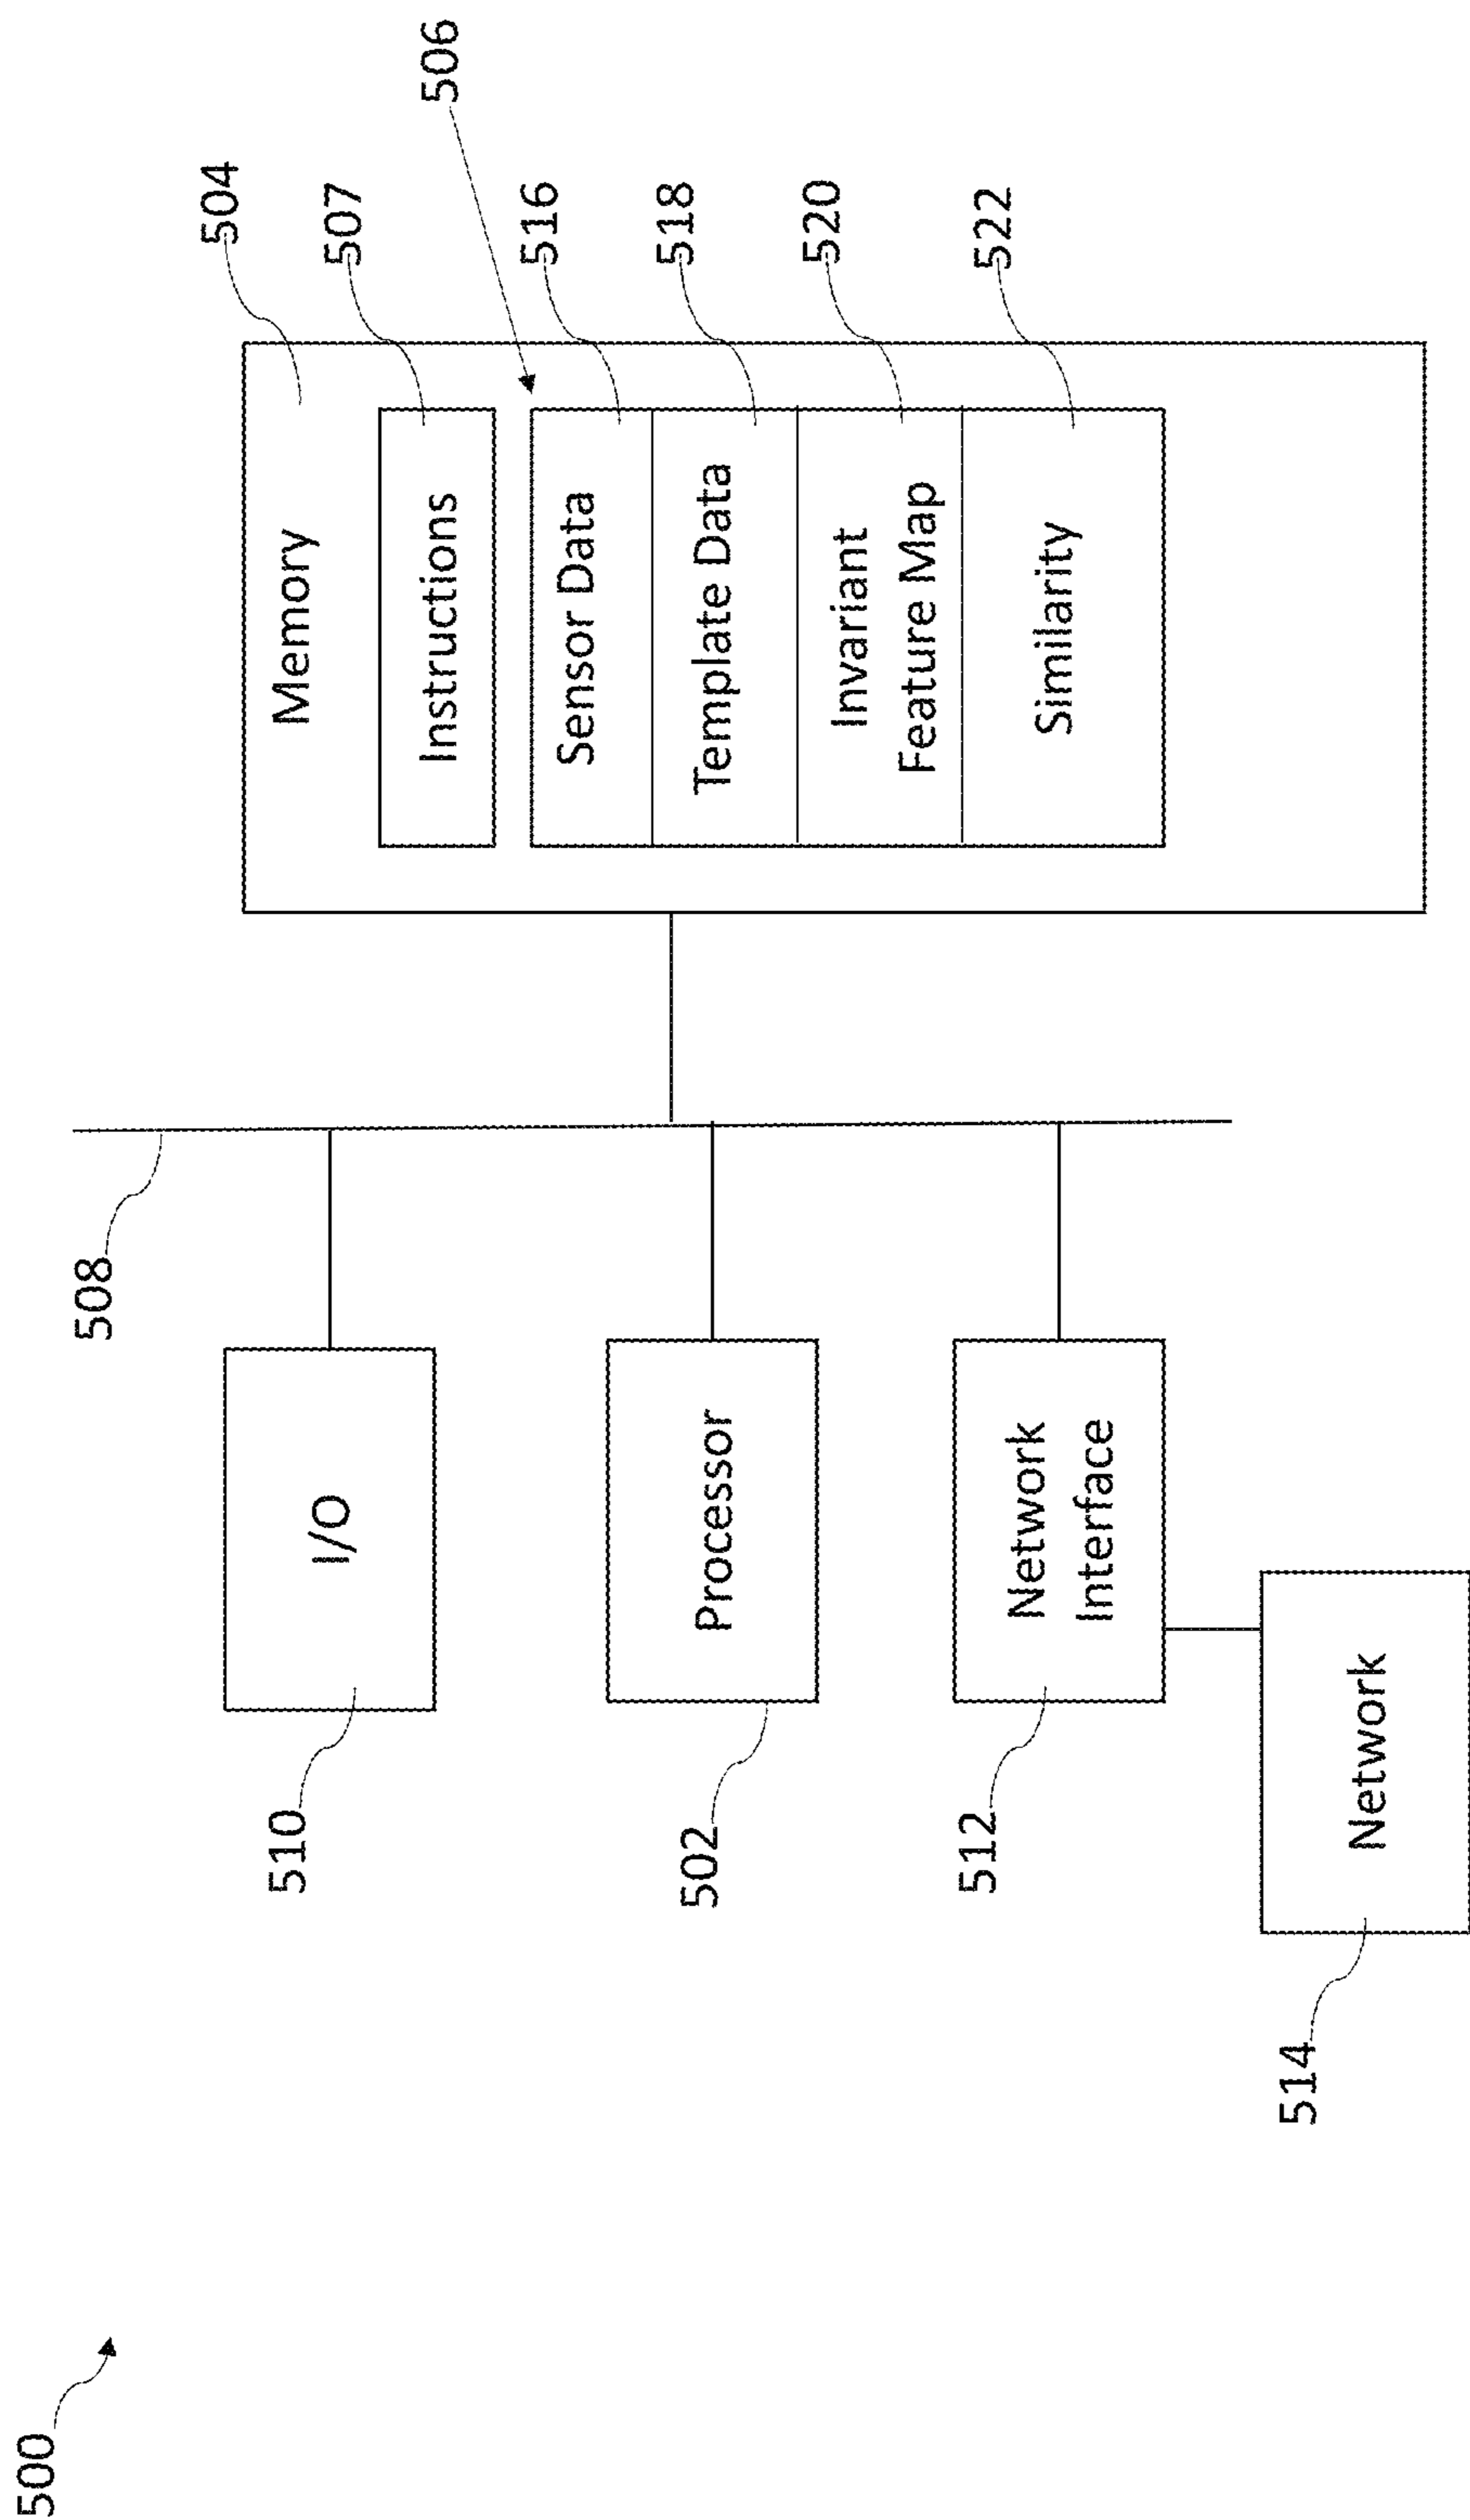 500
508
510
I/O
502
Processor
512
Network
Interface
514
Network
504
Memory
507
Instructions
506
516
Sensor Data
518
Template Data
520
Invariant
Feature Map
522
Similarity